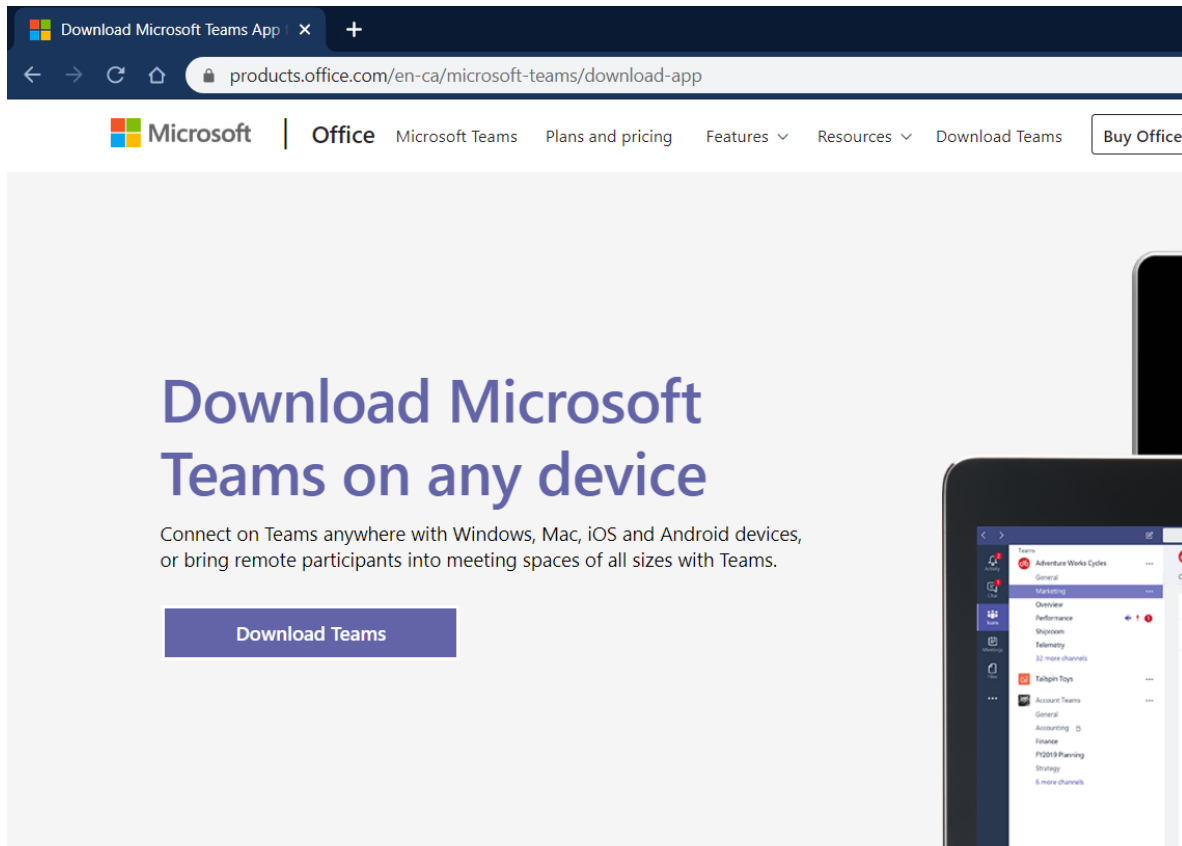 Download Microsoft Teams App
products.office.com/en-ca/microsoft-teams/download-app
Microsoft Office Microsoft Teams Plans and pricing Features Resources Download Teams Buy Office
Download Microsoft
Teams on any device
Connect on Teams anywhere with Windows, Mac, iOS and Android devices,
or bring remote participants into meeting spaces of all sizes with Teams.
Download Teams
Teams
Activity
Adventure Works Cycles
General
Chat
Marketing
Overview
Teams
Performance
Shiproom
Meetings
Telemetry
32 more channels
Tailspin Toys
Account Teams
General
Accounting
Finance
FY2019 Planning
Strategy
6 more channels